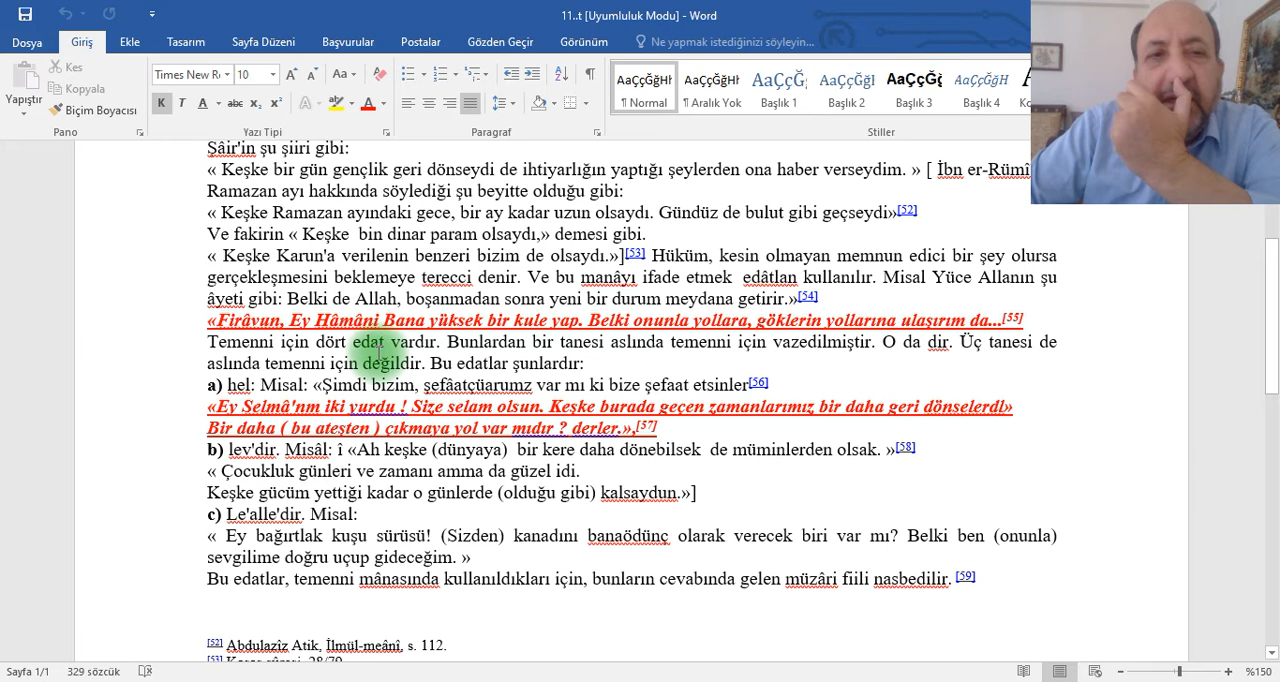 11..t [Uyumluluk Modu] - Word
Dosya Giriş Ekle Tasarım Sayfa Düzeni Başvurular Postalar Gözden Geçir Görünüm Ne yapmak istediğinizi söyleyin...
Yapıştır Kes Kopyala Biçim Boyacısı
Times New Ro 10
AaÇçĞğHł AaÇçĞğHł AaÇçĞğ AaÇçĞğI AaÇçĞğ AaÇçĞğH
¶ Normal ¶ Aralık Yok Başlık 1 Başlık 2 Başlık 3 Başlık 4
Pano Yazı Tipi Paragraf Stiller
Şâir'in şu şiiri gibi:
« Keşke bir gün gençlik geri dönseydi de ihtiyarlığın yaptığı şeylerden ona haber verseydim. » [ İbn er-Rûmî
Ramazan ayı hakkında söylediği şu beyitte olduğu gibi:
« Keşke Ramazan ayındaki gece, bir ay kadar uzun olsaydı. Gündüz de bulut gibi geçseydi»[52]
Ve fakirin « Keşke bin dinar param olsaydı,» demesi gibi.
« Keşke Karun'a verilenin benzeri bizim de olsaydı.»][53] Hüküm, kesin olmayan memnun edici bir şey olursa
gerçekleşmesini beklemeye terecci denir. Ve bu manâyı ifade etmek edâtlan kullanılır. Misal Yüce Allanın şu
âyeti gibi: Belki de Allah, boşanmadan sonra yeni bir durum meydana getirir.»[54]
«Firâvun, Ey Hâmâni Bana yüksek bir kule yap. Belki onunla yollara, göklerin yollarına ulaşırım da...[55]
Temenni için dört edat vardır. Bunlardan bir tanesi aslında temenni için vazedilmiştir. O da dir. Üç tanesi de
aslında temenni için değildir. Bu edatlar şunlardır:
a) hel: Misal: «Şimdi bizim, şefâatçüarumz var mı ki bize şefaat etsinler[56]
«Ey Selmâ'nm iki yurdu ! Size selam olsun. Keşke burada geçen zamanlarımız bir daha geri dönselerdl»
Bir daha ( bu ateşten ) çıkmaya yol var mıdır ? derler.»,[57]
b) lev'dir. Misâl: î «Ah keşke (dünyaya) bir kere daha dönebilsek de müminlerden olsak. »[58]
« Çocukluk günleri ve zamanı amma da güzel idi.
Keşke gücüm yettiği kadar o günlerde (olduğu gibi) kalsaydun.»]
c) Le'alle'dir. Misal:
« Ey bağırtlak kuşu sürüsü! (Sizden) kanadını banaödünç olarak verecek biri var mı? Belki ben (onunla)
sevgilime doğru uçup gideceğim. »
Bu edatlar, temenni mânasında kullanıldıkları için, bunların cevabında gelen müzâri fiili nasbedilir. [59]
[52] Abdulazîz Atik, İlmül-meânî, s. 112.
Sayfa 1/1 329 sözcük %150